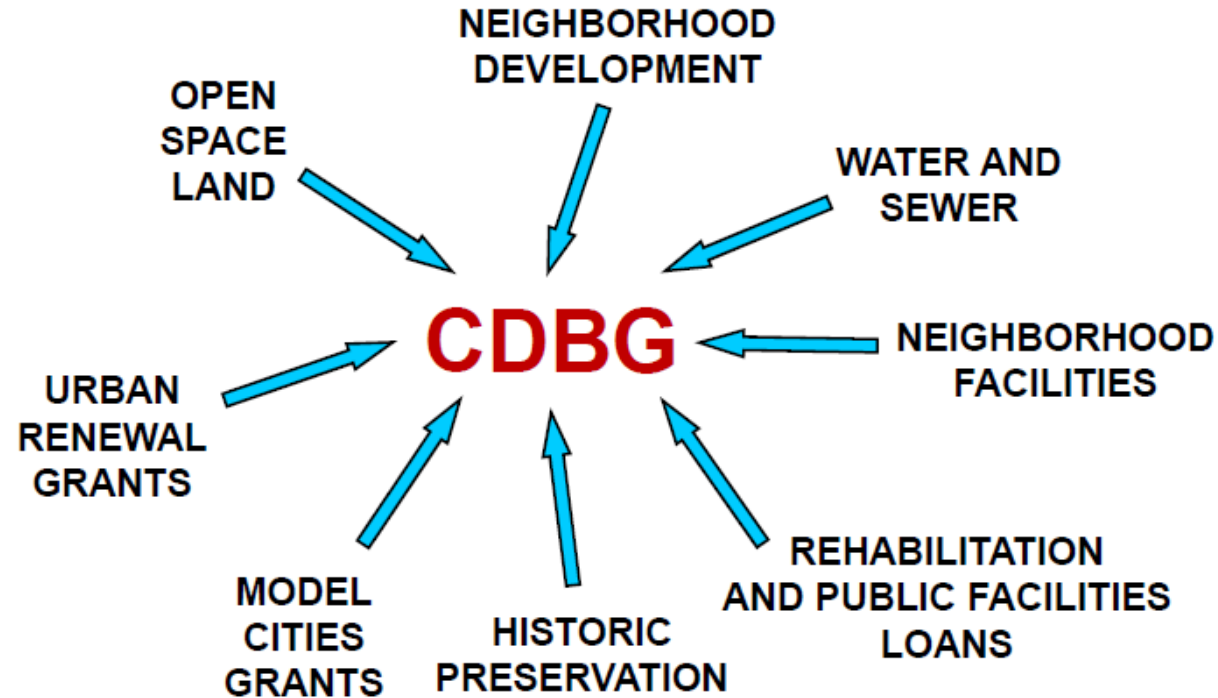 NEIGHBORHOOD
DEVELOPMENT
OPEN
SPACE
LAND
WATER AND
SEWER
CDBG
NEIGHBORHOOD
FACILITIES
URBAN
RENEWAL
GRANTS
REHABILITATION
AND PUBLIC FACILITIES
LOANS
MODEL
CITIES
GRANTS
HISTORIC
PRESERVATION